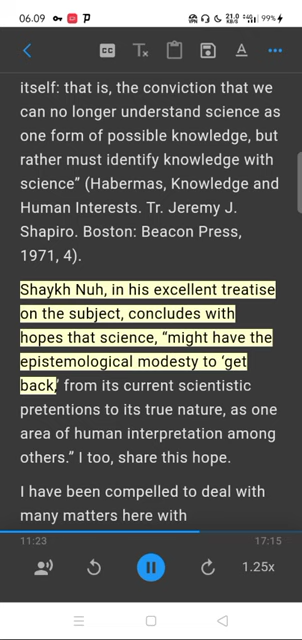 06.09
21.0
KB/S
99%
CC
A
itself: that is, the conviction that we
can no longer understand science as
one form of possible knowledge, but
rather must identify knowledge with
science” (Habermas, Knowledge and
Human Interests. Tr. Jeremy J.
Shapiro. Boston: Beacon Press,
1971, 4).
Shaykh Nuh, in his excellent treatise
on the subject, concludes with
hopes that science, “might have the
epistemological modesty to ‘get
back,’ from its current scientistic
pretentions to its true nature, as one
area of human interpretation among
others.” I too, share this hope.
I have been compelled to deal with
many matters here with
11:23
17:15
1.25x